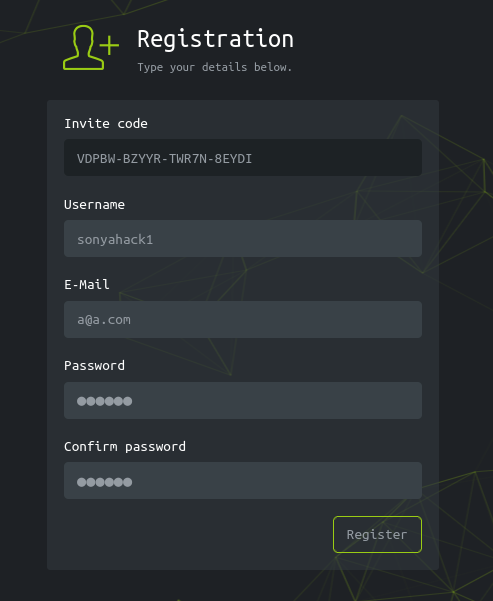 Registration
Type your details below.
Invite code
VDPBW-BZYYR-TWR7N-8EYDI
Username
sonyahack1
E-Mail
a@a.com
Password
●●●●●●
Confirm password
●●●●●●
Register